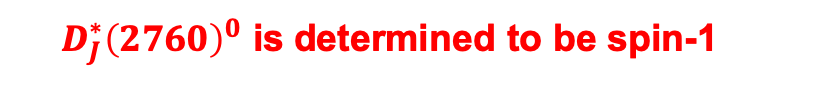 D*J(2760)⁰ is determined to be spin-1